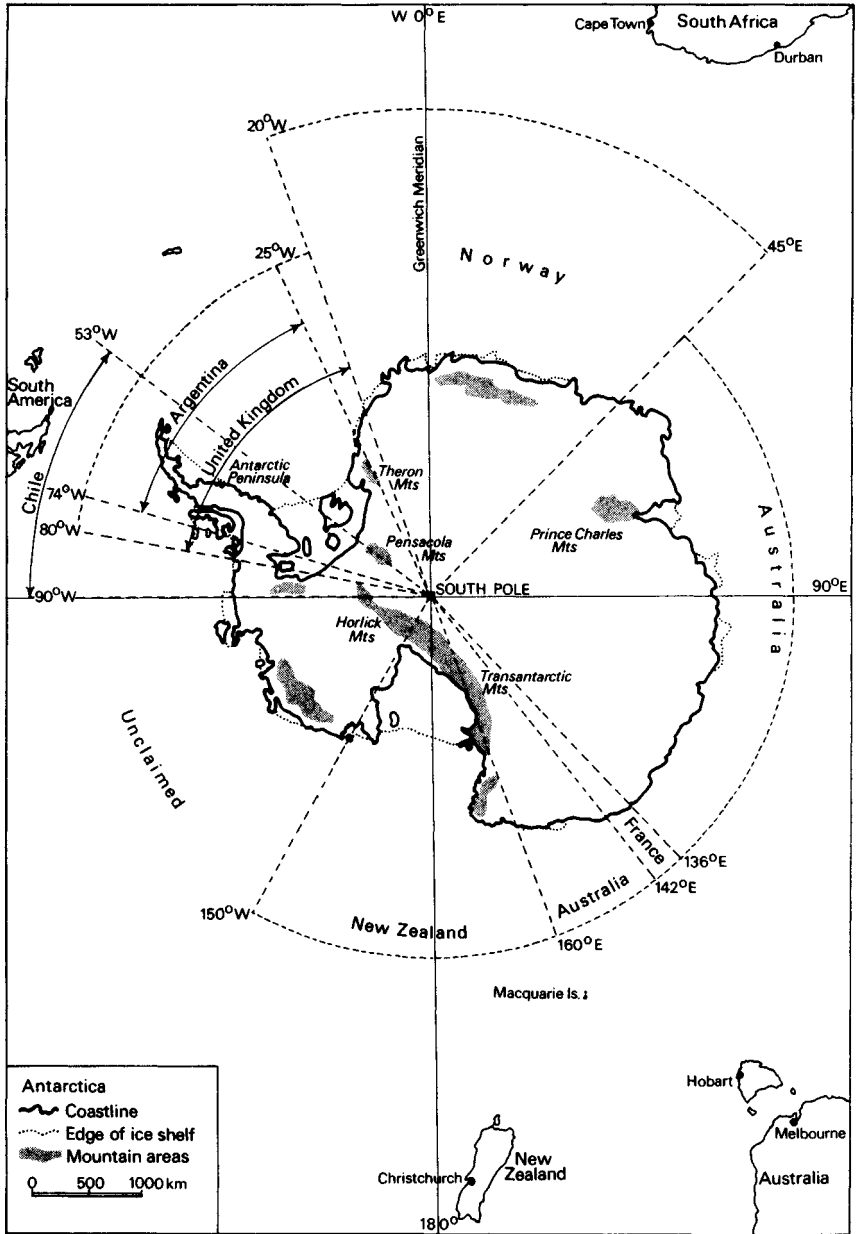 W 0°E
Cape Town
South Africa
Durban
20°W
Greenwich Meridian
Norway
45°E
25°W
53°W
South
America
Argentina
United Kingdom
Chile
Antarctic
Peninsula
Theron
Mts
74°W
80°W
Pensacola
Mts
Prince Charles
Mts
Australia
90°W
SOUTH POLE
90°E
Horlick
Mts
Transantarctic
Mts
Unclaimed
France
136°E
142°E
Australia
150°W
New Zealand
160°E
Macquarie Is.
Antarctica
Coastline
Edge of ice shelf
Mountain areas
0 500 1000 km
Hobart
Melbourne
Christchurch
New
Zealand
Australia
180°